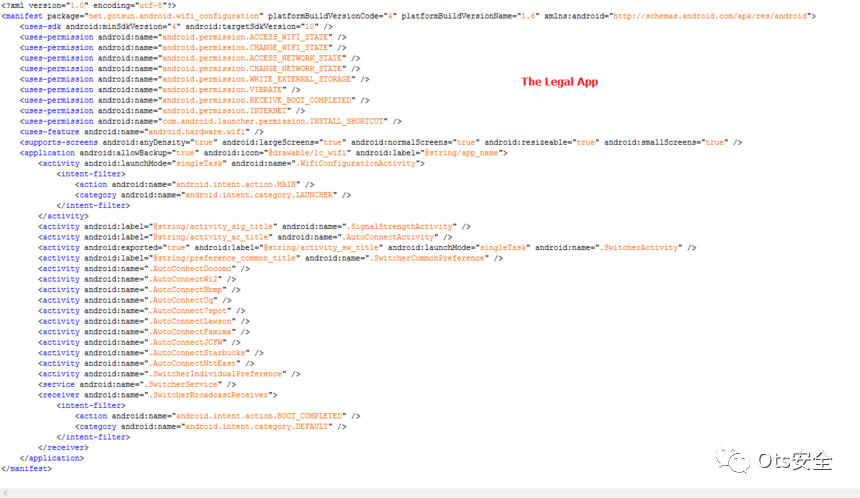 <?xml version="1.0" encoding="utf-8"?>
<manifest package="net.gotsun.android.wifi_configuration" platformBuildVersionCode="4" platformBuildVersionName="1.6" xmlns:android="http://schemas.android.com/apk/res/android">
<uses-sdk android:minSdkVersion="4" android:targetSdkVersion="10" />
<uses-permission android:name="android.permission.ACCESS_WIFI_STATE" />
<uses-permission android:name="android.permission.CHANGE_WIFI_STATE" />
<uses-permission android:name="android.permission.ACCESS_NETWORK_STATE" />
<uses-permission android:name="android.permission.CHANGE_NETWORK_STATE" />
<uses-permission android:name="android.permission.WRITE_EXTERNAL_STORAGE" />
The Legal App
<uses-permission android:name="android.permission.VIBRATE" />
<uses-permission android:name="android.permission.RECEIVE_BOOT_COMPLETED" />
<uses-permission android:name="android.permission.INTERNET" />
<uses-permission android:name="com.android.launcher.permission.INSTALL_SHORTCUT" />
<uses-feature android:name="android.hardware.wifi" />
<supports-screens android:anyDensity="true" android:largeScreens="true" android:normalScreens="true" android:resizeable="true" android:smallScreens="true" />
<application android:allowBackup="true" android:icon="@drawable/lc_wifi" android:label="@string/app_name">
<activity android:launchMode="singleTask" android:name=".WifiConfigurationActivity">
<intent-filter>
<action android:name="android.intent.action.MAIN" />
<category android:name="android.intent.category.LAUNCHER" />
</intent-filter>
</activity>
<activity android:label="@string/activity_sig_title" android:name=".SignalStrengthActivity" />
<activity android:label="@string/activity_ac_title" android:name=".AutoConnectActivity" />
<activity android:exported="true" android:label="@string/activity_sw_title" android:launchMode="singleTask" android:name=".SwitcherActivity" />
<activity android:label="@string/preference_common_title" android:name=".SwitcherCommonPreference" />
<activity android:name=".AutoConnectDocomo" />
<activity android:name=".AutoConnectWi2" />
<activity android:name=".AutoConnectBbmp" />
<activity android:name=".AutoConnectUq" />
<activity android:name=".AutoConnect7spot" />
<activity android:name=".AutoConnectLawson" />
<activity android:name=".AutoConnectFamima" />
<activity android:name=".AutoConnectJCFW" />
<activity android:name=".AutoConnectStarbucks" />
<activity android:name=".AutoConnectNttEast" />
<activity android:name=".SwitcherIndividualPreference" />
<service android:name=".SwitcherService" />
<receiver android:name=".SwitcherBroadcastReceiver">
<intent-filter>
<action android:name="android.intent.action.BOOT_COMPLETED" />
<category android:name="android.intent.category.DEFAULT" />
</intent-filter>
</receiver>
</application>
</manifest>
Ots安全